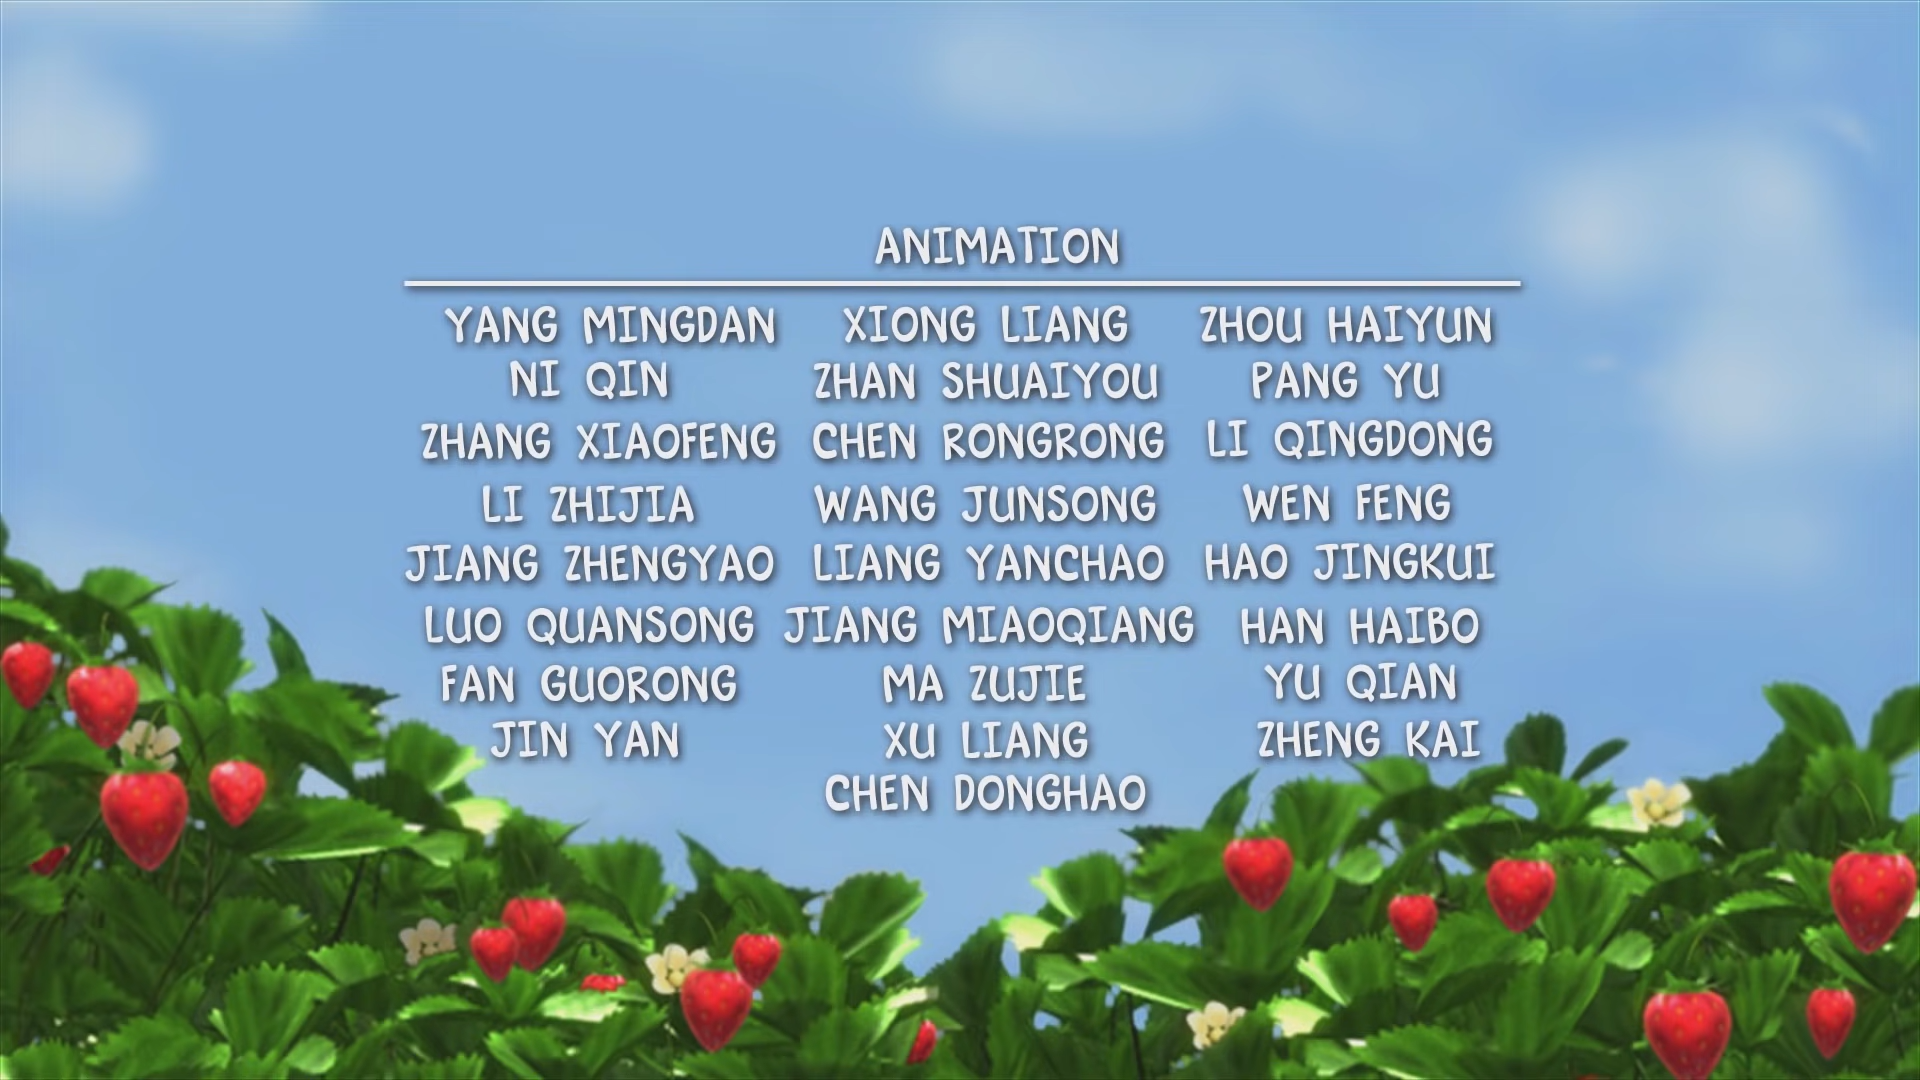 ANIMATION
YANG MINGDAN XIONG LIANG ZHOU HAIYUN
NI QIN ZHAN SHUAIYOU PANG YU
ZHANG XIAOFENG CHEN RONGRONG LI QINGDONG
LI ZHIJIA WANG JUNSONG WEN FENG
JIANG ZHENGYAO LIANG YANCHAO HAO JINGKUI
LUO QUANSONG JIANG MIAOQIANG HAN HAIBO
FAN GUORONG MA ZUJIE YU QIAN
JIN YAN XU LIANG ZHENG KAI
CHEN DONGHAO